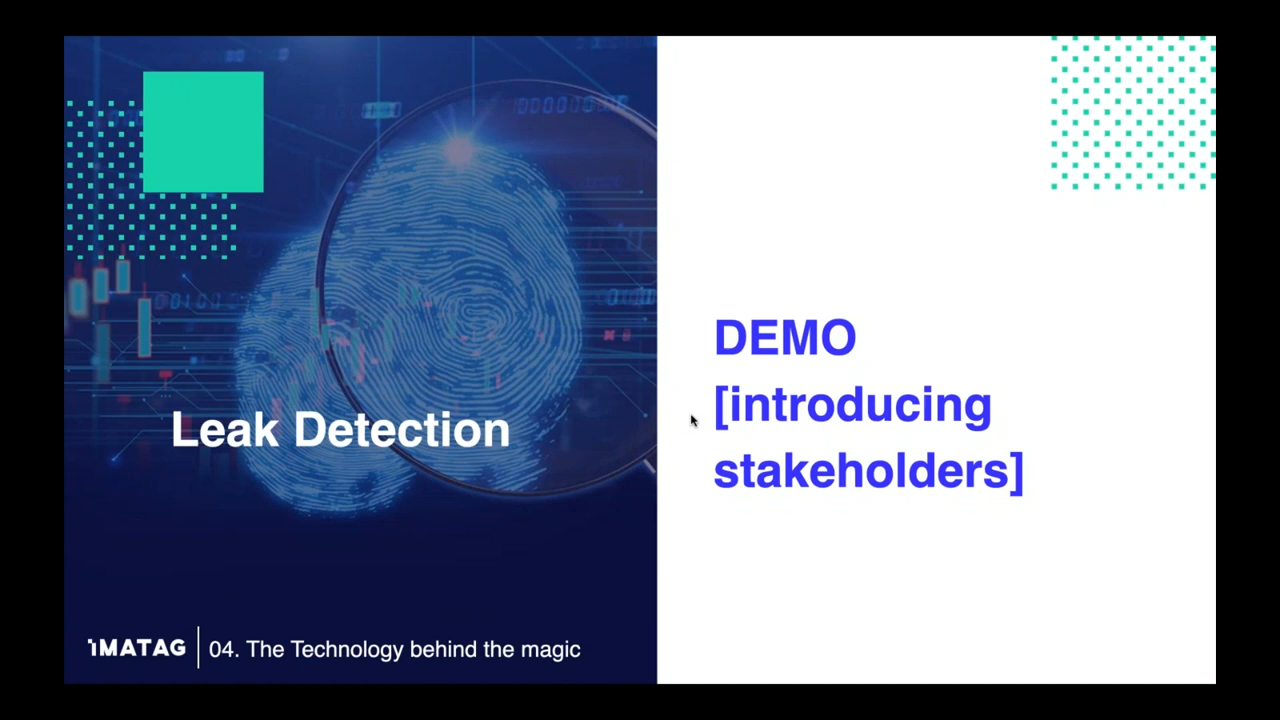 Leak Detection
DEMO
[introducing
stakeholders]
IMATAG
04. The Technology behind the magic